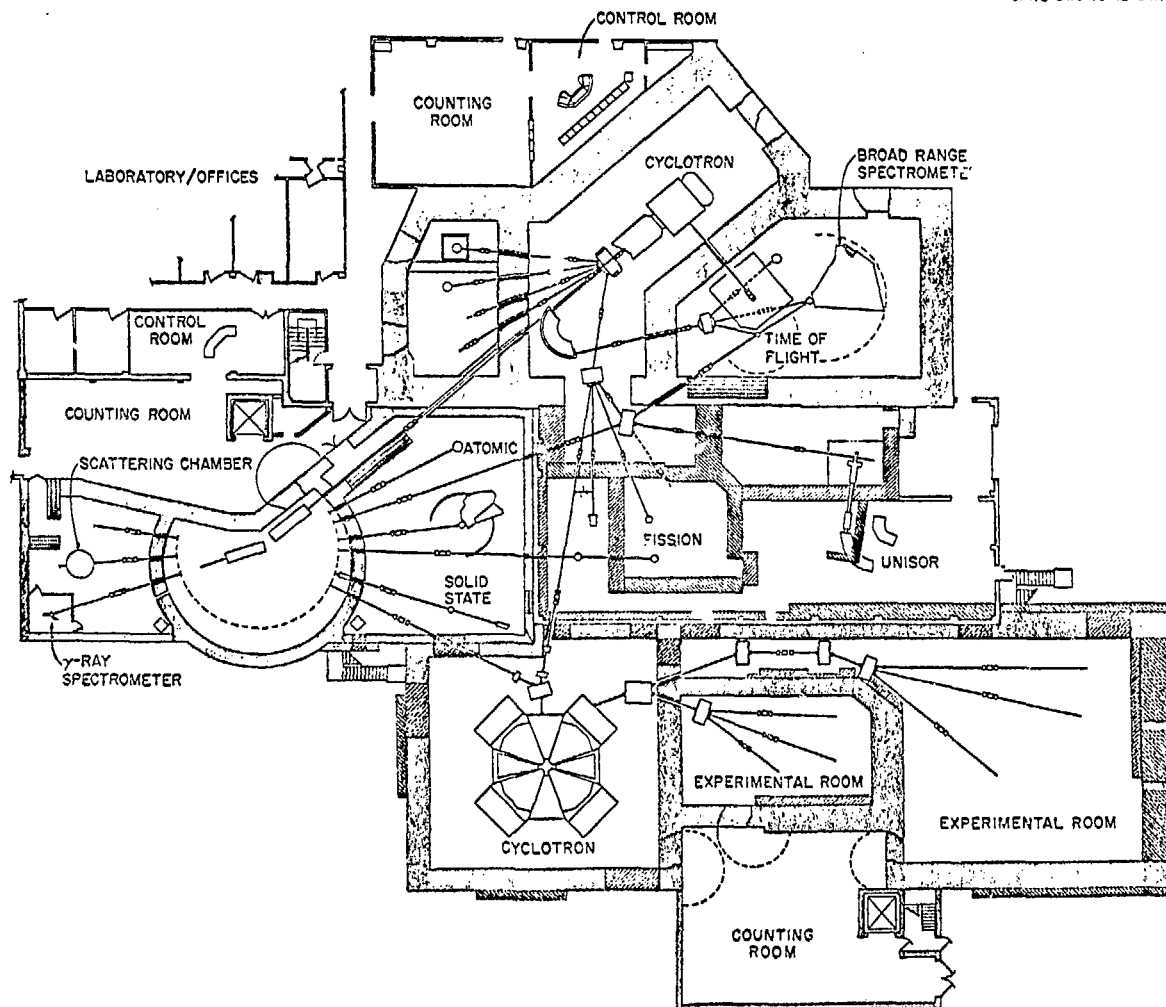 CONTROL ROOM
COUNTING
ROOM
CYCLOTRON
BROAD RANGE
SPECTROMETE
LABORATORY/OFFICES
CONTROL
ROOM
TIME OF
FLIGHT
COUNTING ROOM
ATOMIC
SCATTERING CHAMBER
FISSION
UNISOR
SOLID
STATE
γ-RAY
SPECTROMETER
EXPERIMENTAL ROOM
EXPERIMENTAL ROOM
CYCLOTRON
COUNTING
ROOM